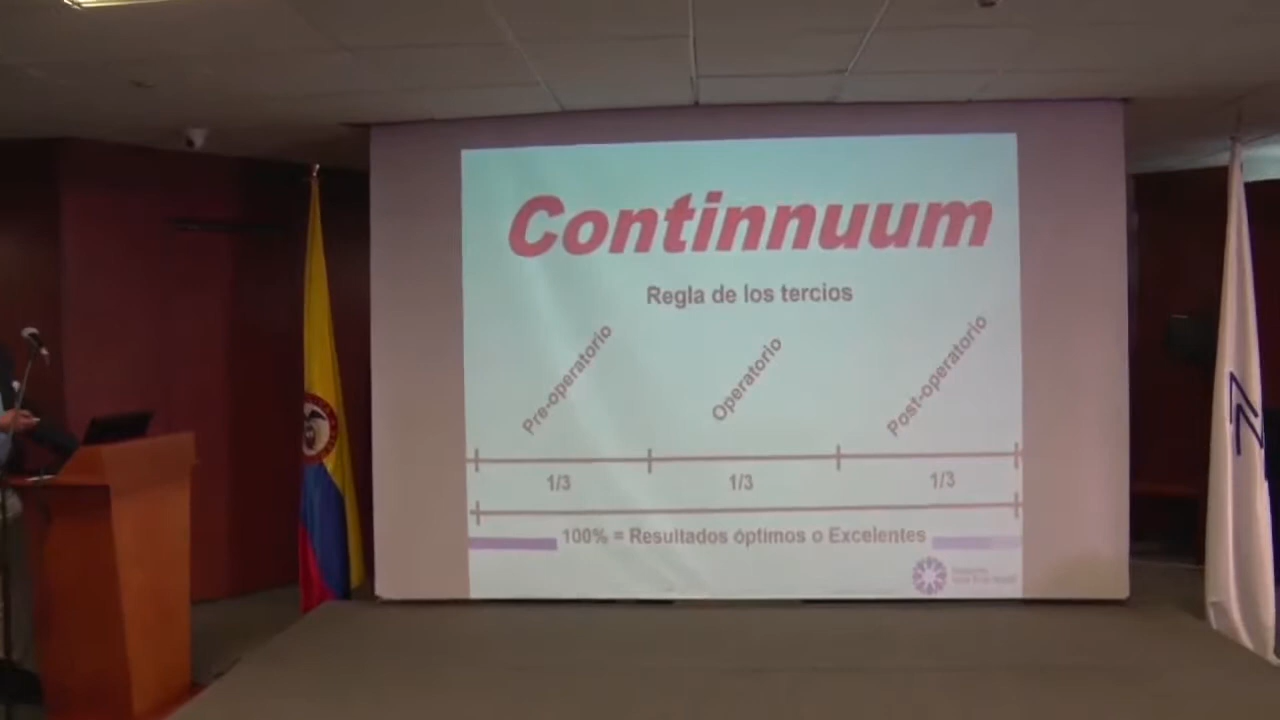 Continnuum
Regla de los tercios
Pre-operatorio
Operatorio
Post-operatorio
1/3
1/3
1/3
100% = Resultados óptimos o Excelentes